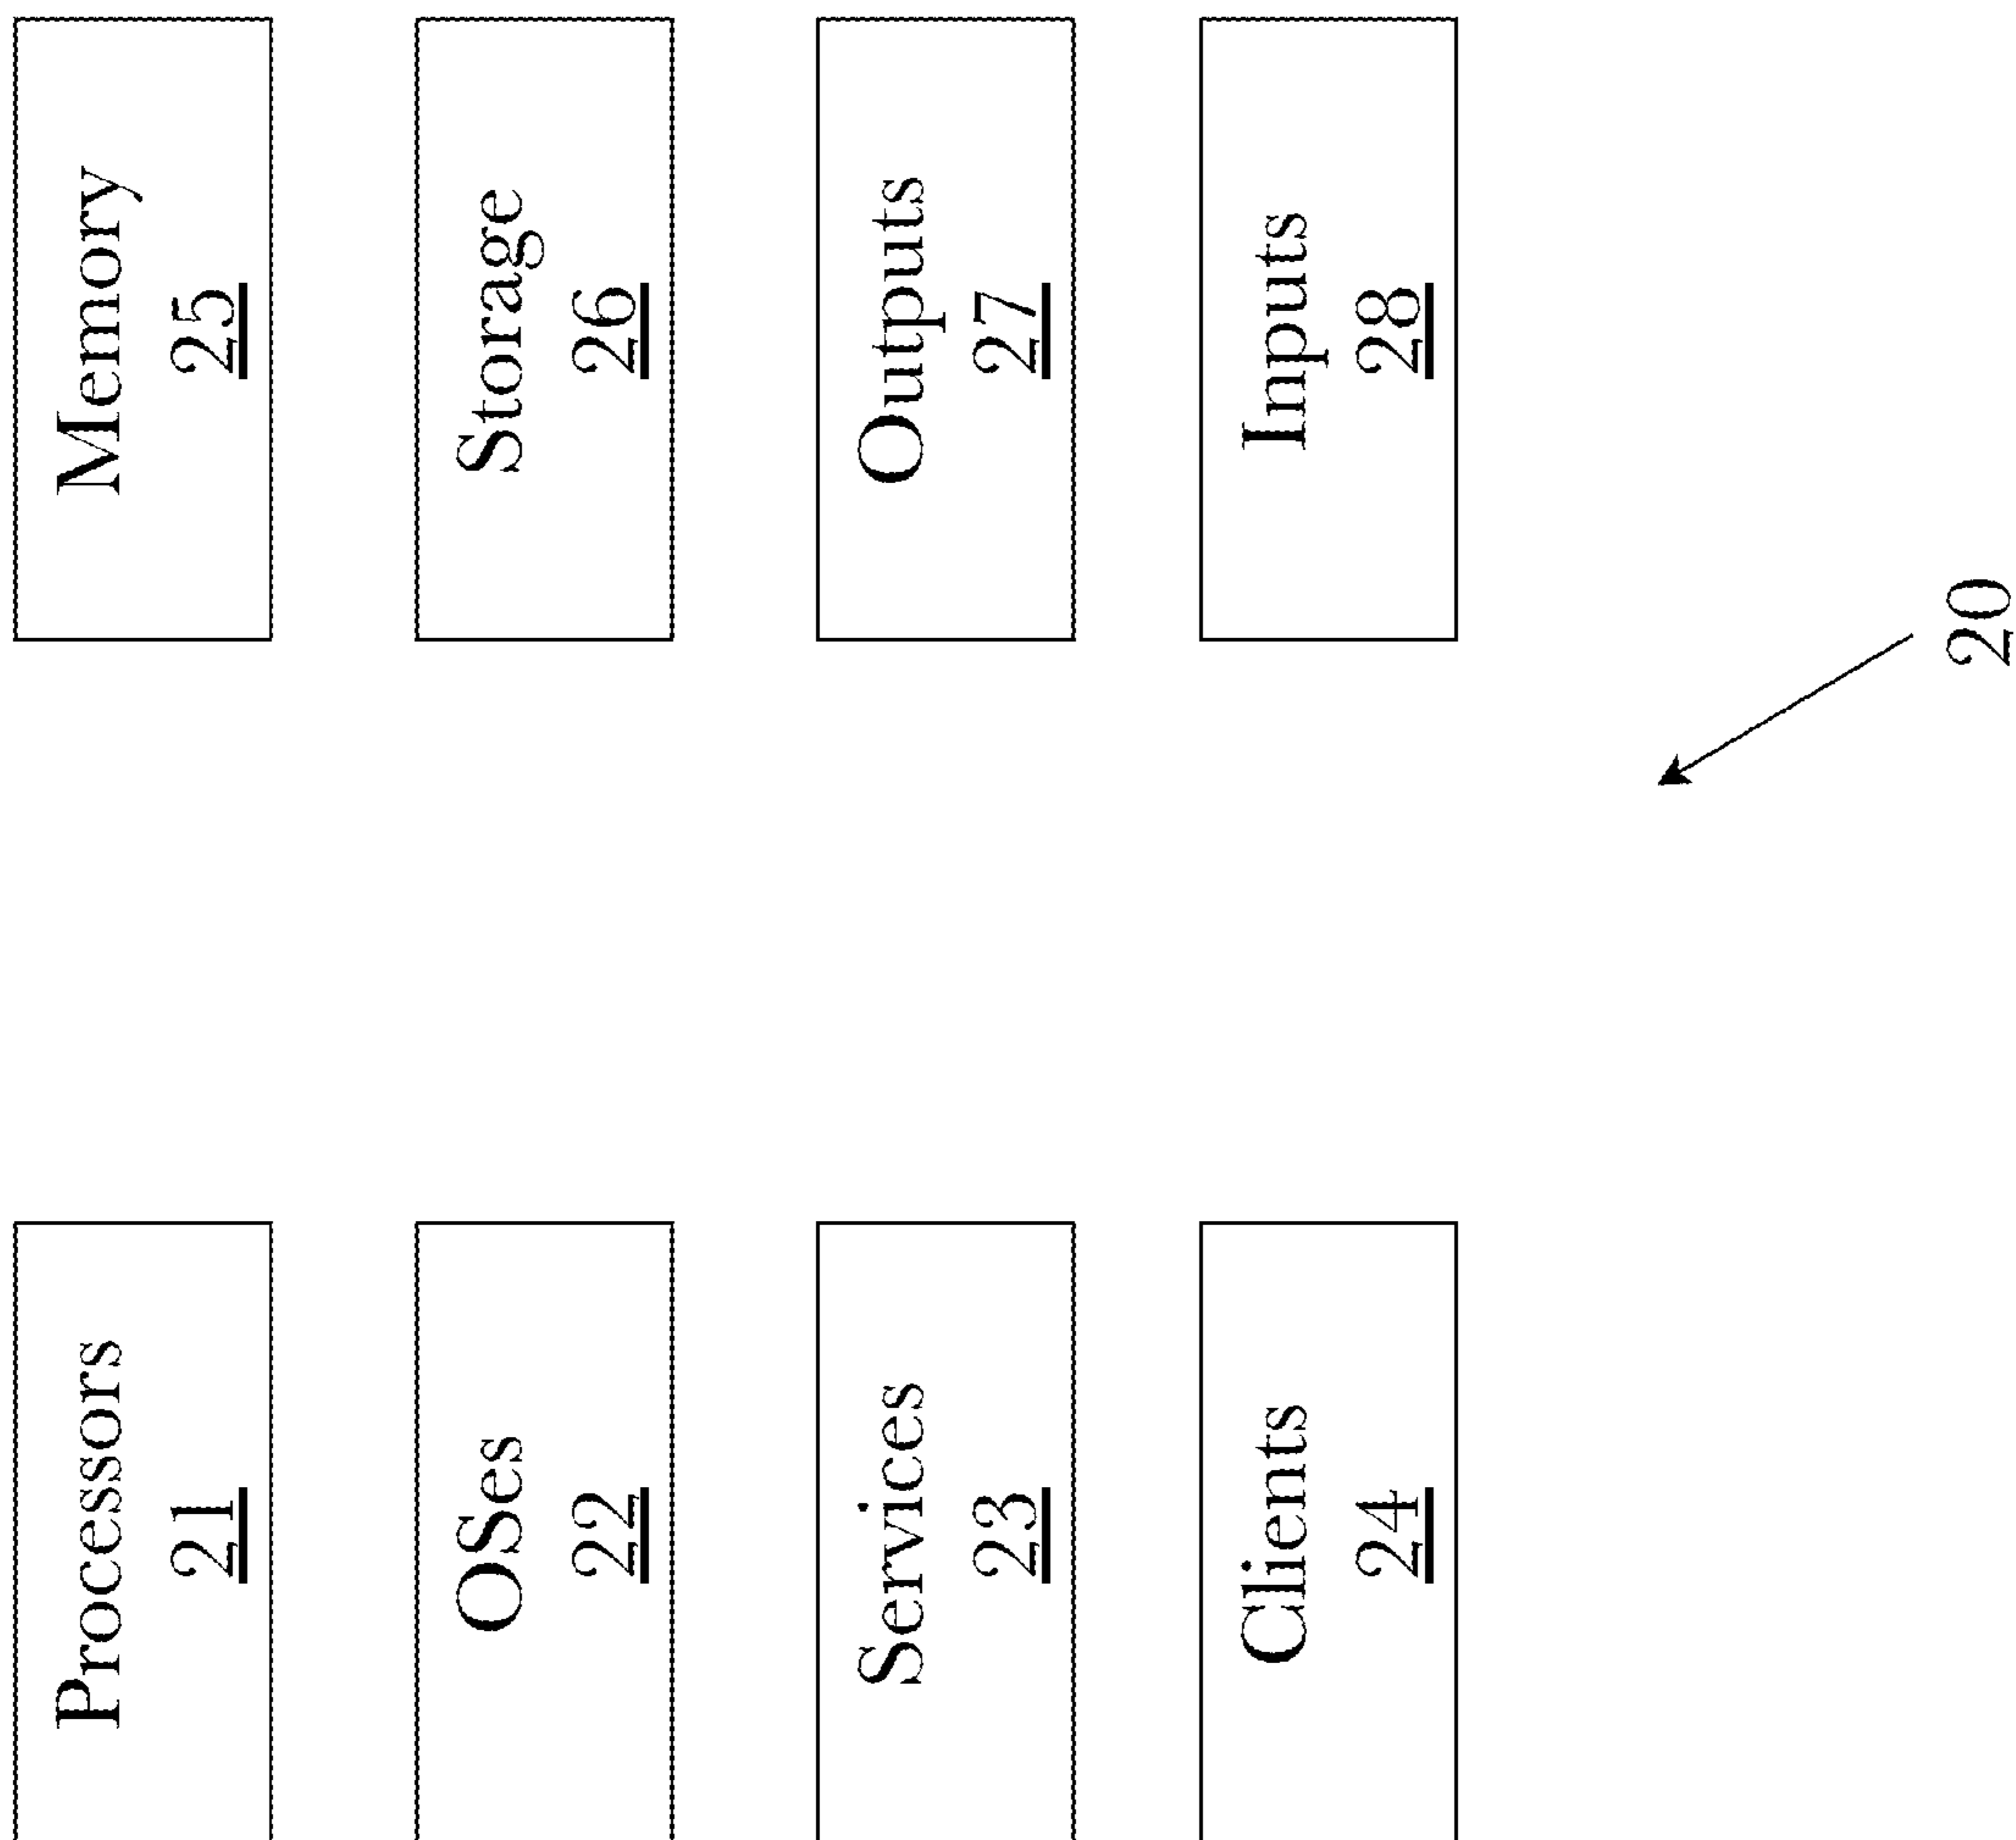 Processors
21
Memory
25
OSes
22
Storage
26
Services
23
Outputs
27
Clients
24
Inputs
28
20